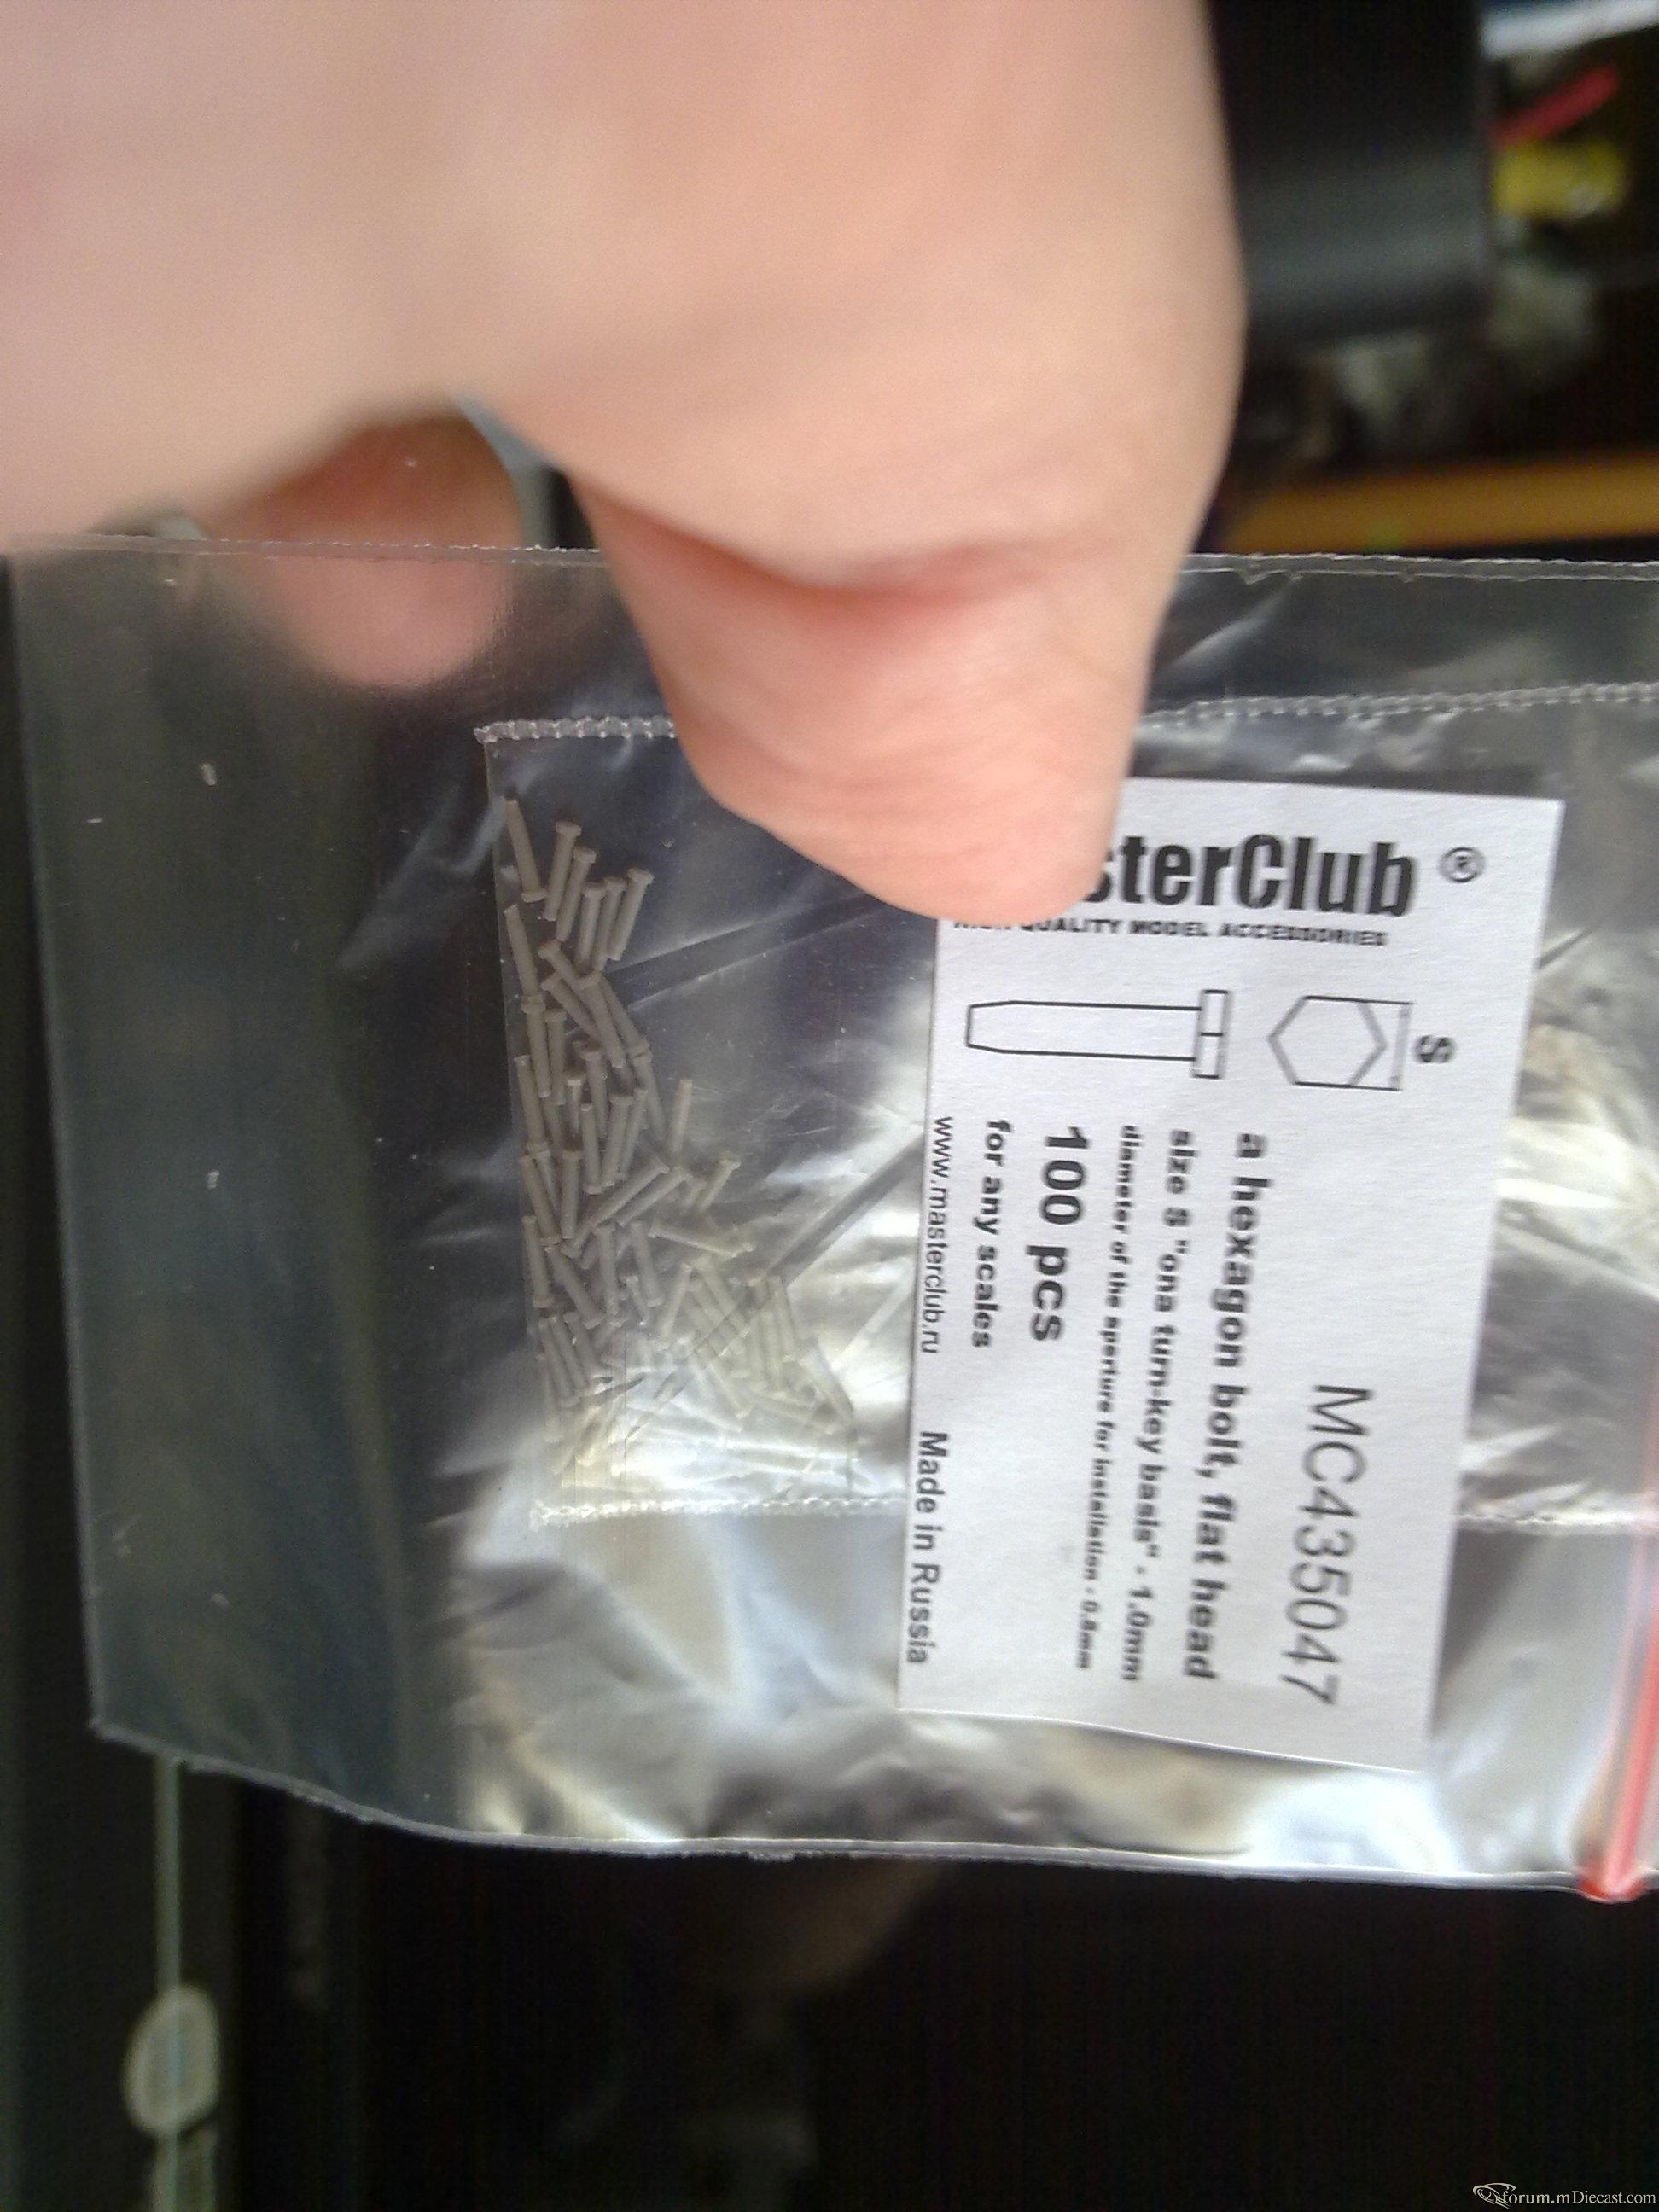 sterClub ®
QUALITY MODEL ACCESSORIES
S
MC435047
a hexagon bolt, flat head
size S "ona turn-key basis" - 1.0mm
diameter of the aperture for installation - 0.8mm
100 pcs
for any scales
www.masterclub.ru Made in Russia
forum.mDiecast.com